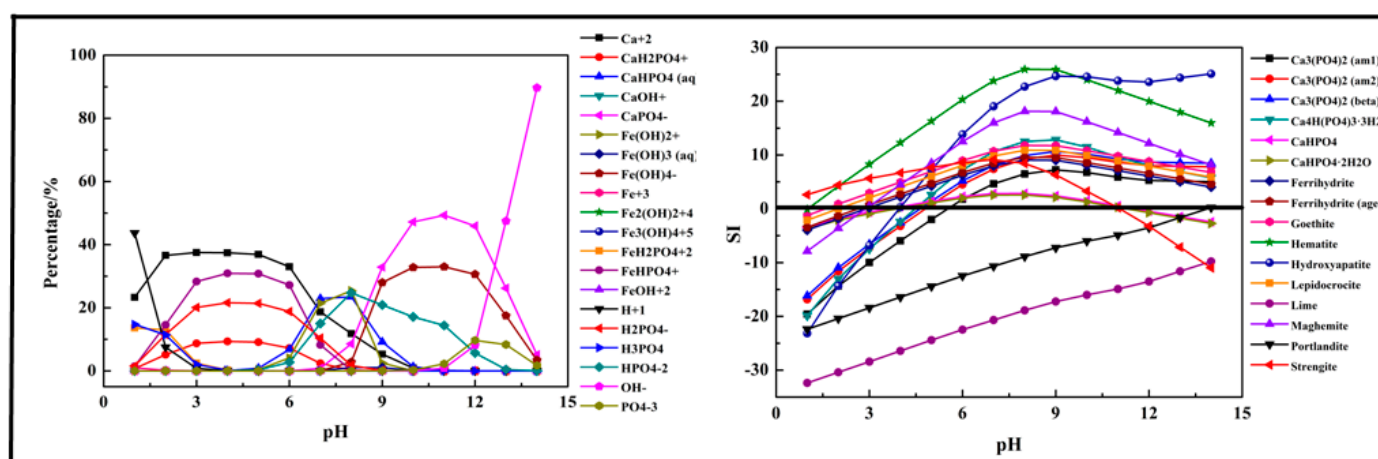 100
80
60
40
20
0
Percentage/%
0
3
6
9
12
15
pH
Ca+2
CaH2PO4+
CaHPO4 (aq
CaOH+
CaPO4-
Fe(OH)2+
Fe(OH)3 (aq)
Fe(OH)4-
Fe+3
Fe2(OH)2+4
Fe3(OH)4+5
FeH2PO4+2
FeHPO4+
FeOH+2
H+1
H2PO4-
H3PO4
HPO4-2
OH-
PO4-3
30
20
10
0
-10
-20
-30
SI
0
3
6
9
12
15
pH
Ca3(PO4)2 (am1)
Ca3(PO4)2 (am2)
Ca3(PO4)2 (beta)
Ca4H(PO4)3·3H2
CaHPO4
CaHPO4·2H2O
Ferrihydrite
Ferrihydrite (age
Goethite
Hematite
Hydroxyapatite
Lepidocrocite
Lime
Maghemite
Portlandite
Strengite